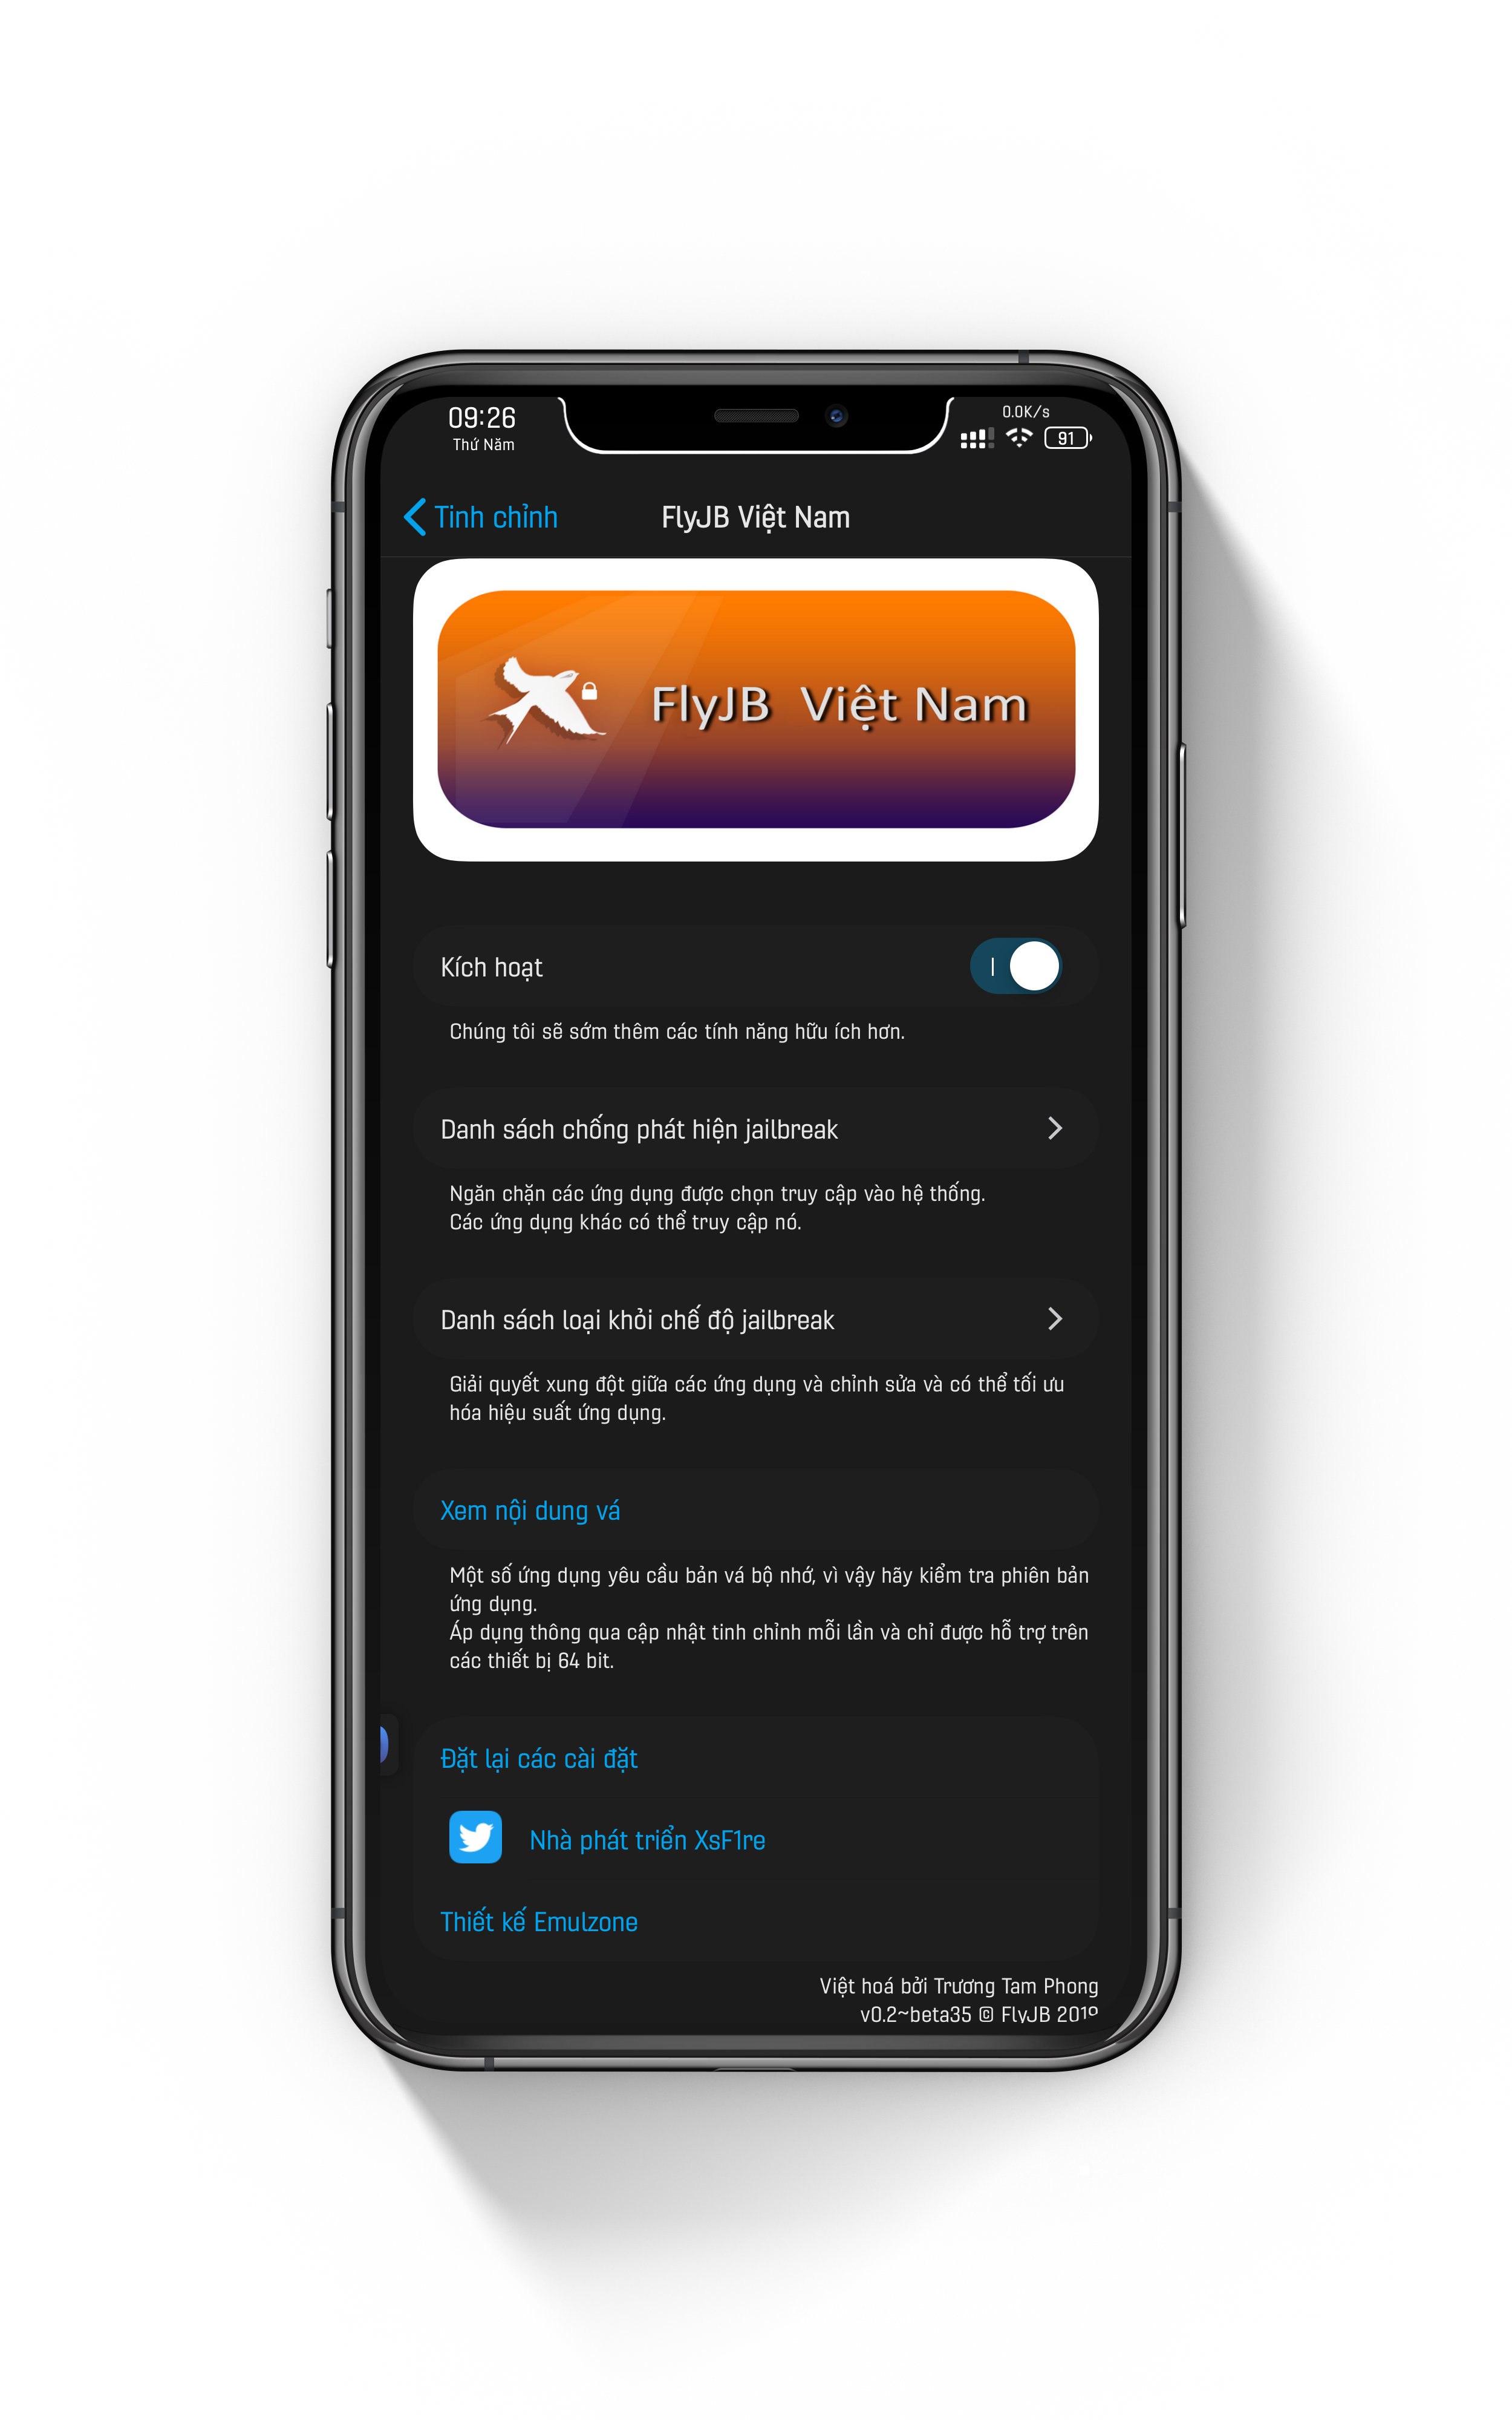 09:26
Thứ Năm
0.0K/s
91
Tinh chỉnh
FlyJB Việt Nam
FlyJB Việt Nam
Kích hoạt
Chúng tôi sẽ sớm thêm các tính năng hữu ích hơn.
Danh sách chống phát hiện jailbreak
Ngăn chặn các ứng dụng được chọn truy cập vào hệ thống.
Các ứng dụng khác có thể truy cập nó.
Danh sách loại khỏi chế độ jailbreak
Giải quyết xung đột giữa các ứng dụng và chỉnh sửa và có thể tối ưu
hóa hiệu suất ứng dụng.
Xem nội dung vá
Một số ứng dụng yêu cầu bản vá bộ nhớ, vì vậy hãy kiểm tra phiên bản
ứng dụng.
Áp dụng thông qua cập nhật tinh chỉnh mỗi lần và chỉ được hỗ trợ trên
các thiết bị 64 bit.
Đặt lại các cài đặt
Nhà phát triển XsF1re
Thiết kế Emulzone
Việt hoá bởi Trương Tam Phong
v0.2~beta35 © FlyJB